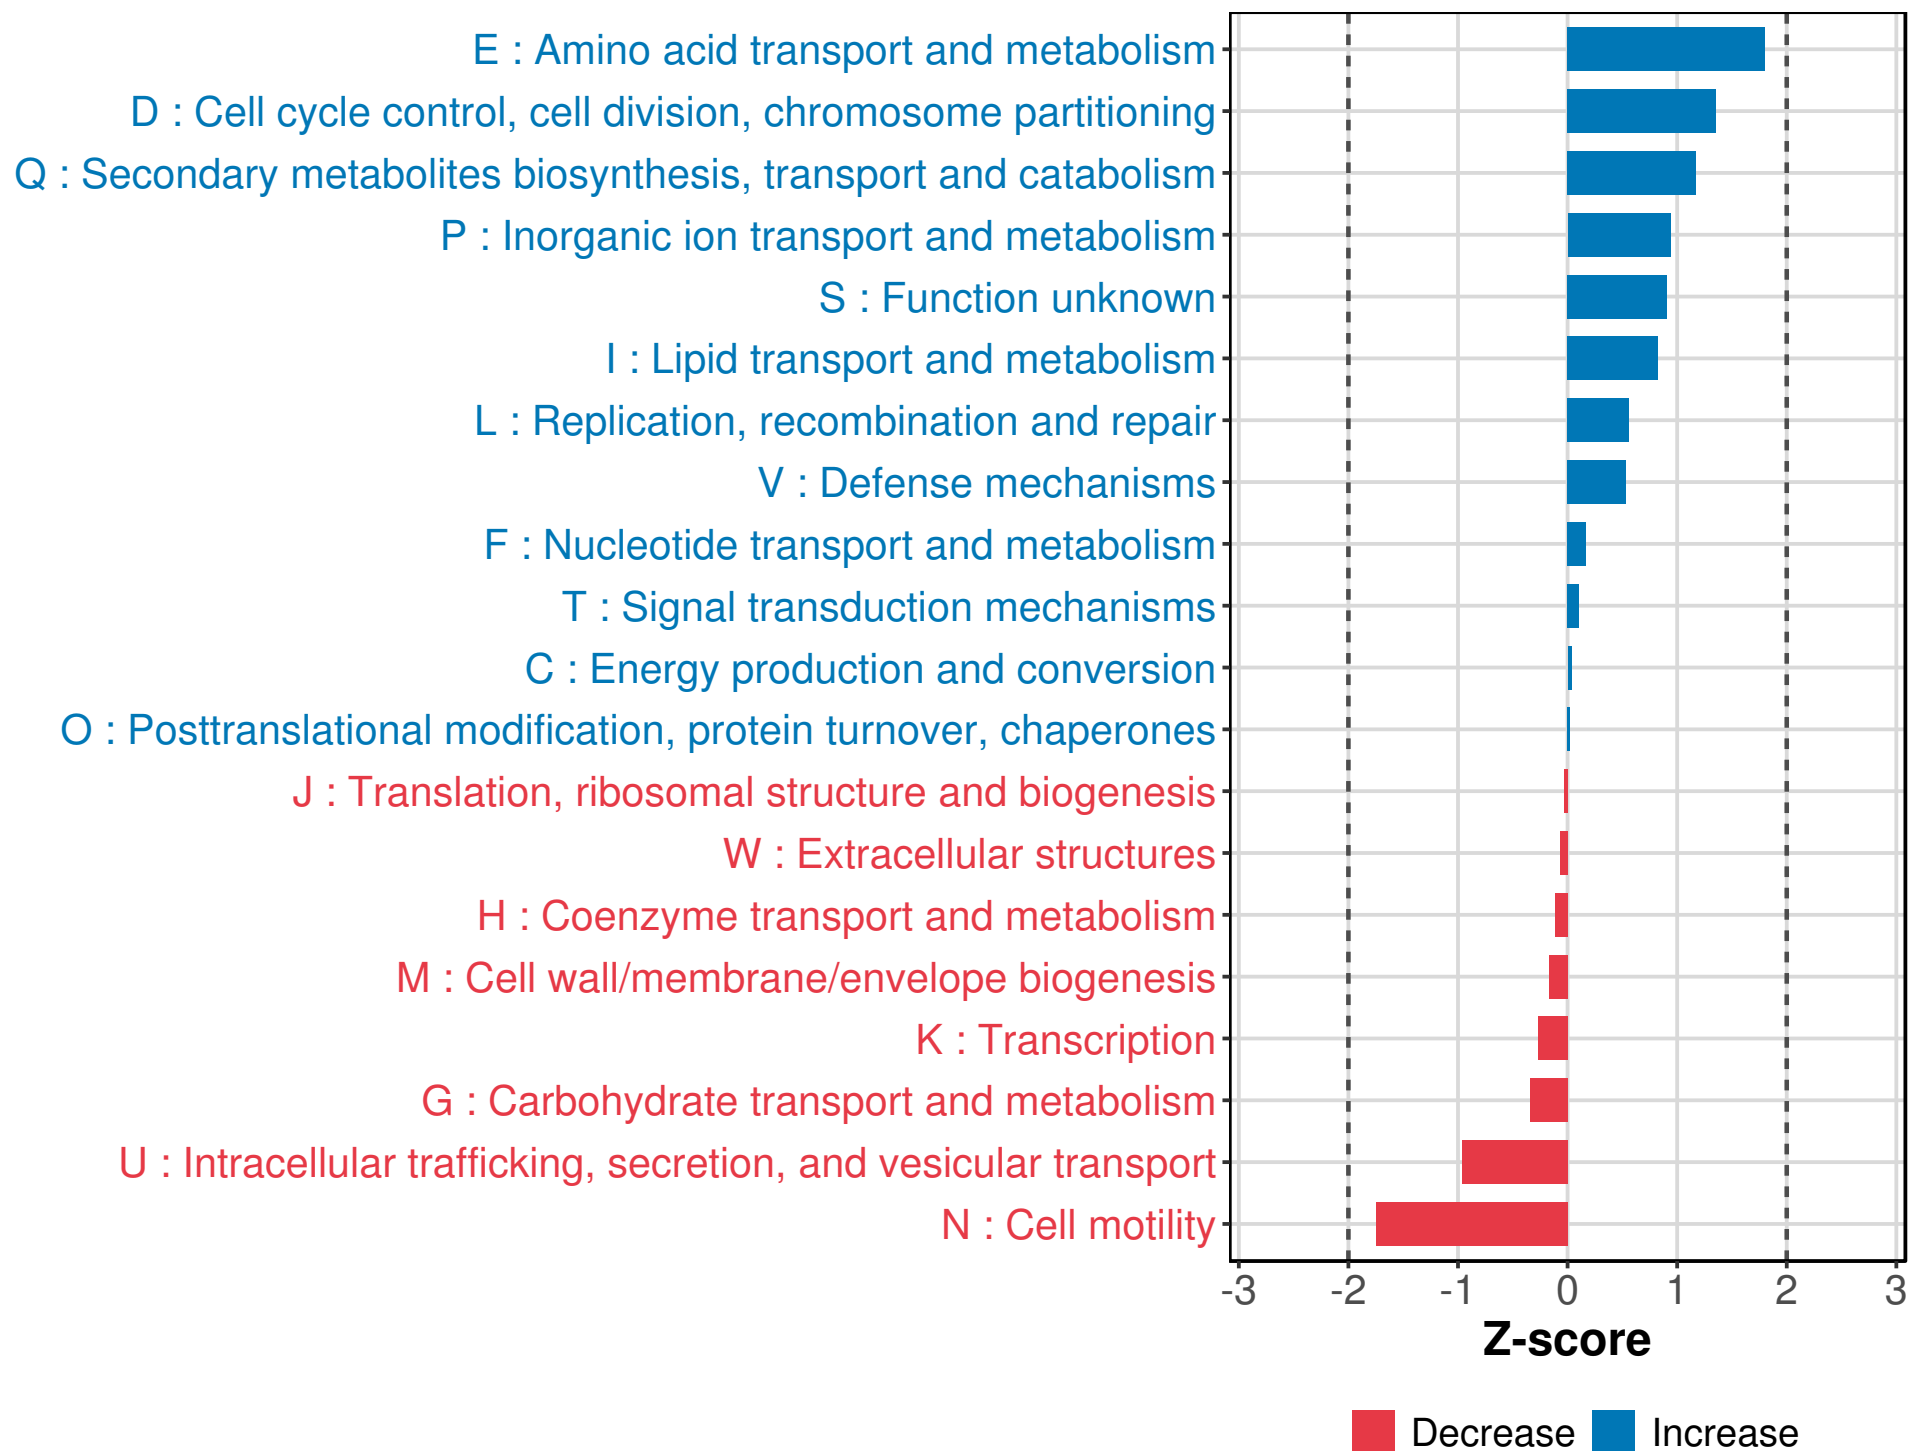 E : Amino acid transport and metabolism
D : Cell cycle control, cell division, chromosome partitioning
Q : Secondary metabolites biosynthesis, transport and catabolism
P : Inorganic ion transport and metabolism
S : Function unknown
I : Lipid transport and metabolism
L : Replication, recombination and repair
V : Defense mechanisms
F : Nucleotide transport and metabolism
T : Signal transduction mechanisms
C : Energy production and conversion
O : Posttranslational modification, protein turnover, chaperones
J : Translation, ribosomal structure and biogenesis
W : Extracellular structures
H : Coenzyme transport and metabolism
M : Cell wall/membrane/envelope biogenesis
K : Transcription
G : Carbohydrate transport and metabolism
U : Intracellular trafficking, secretion, and vesicular transport
N : Cell motility
-3 -2 -1 0 1 2 3
Z-score
Decrease Increase